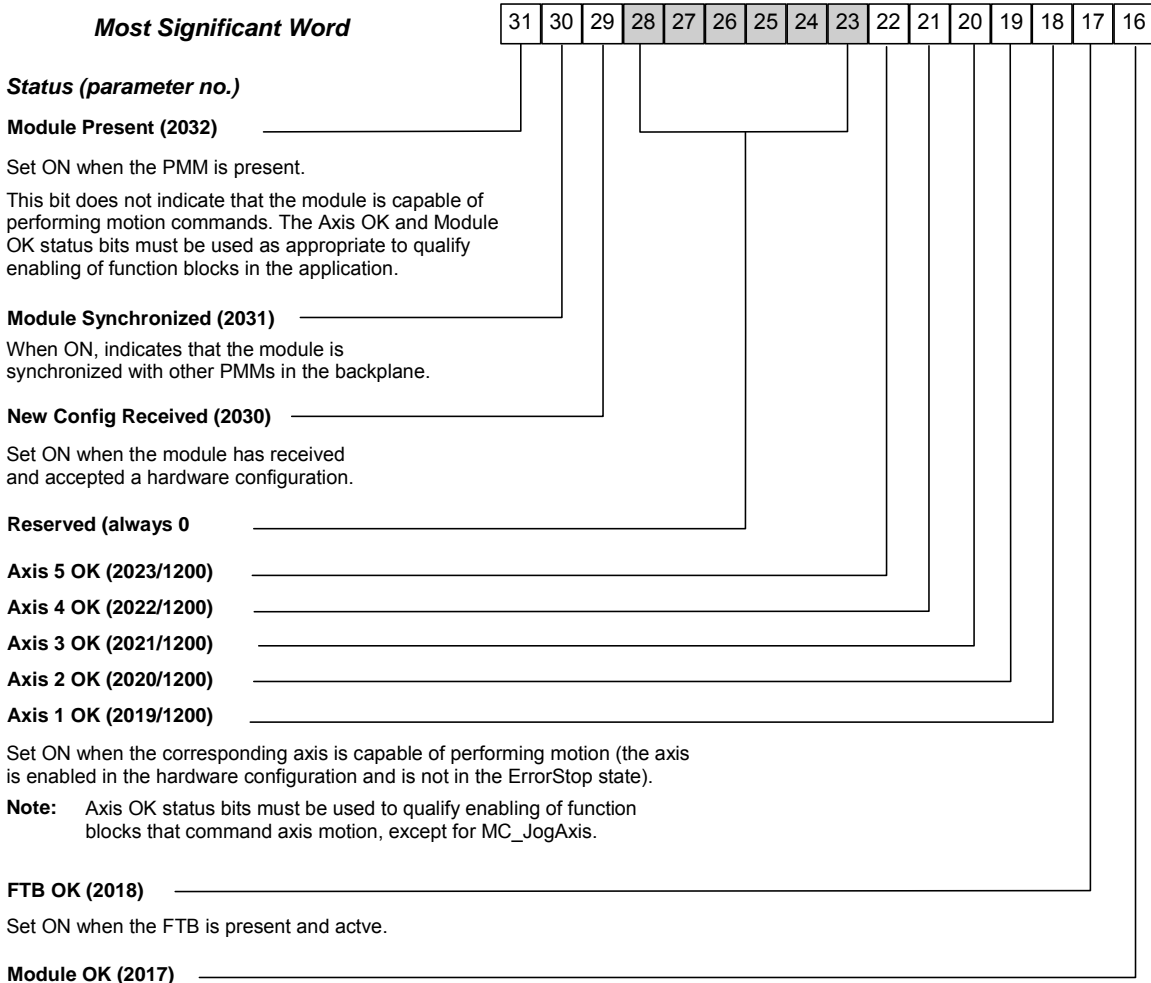 Most Significant Word
31 30 29 28 27 26 25 24 23 22 21 20 19 18 17 16
Status (parameter no.)
Module Present (2032)
Set ON when the PMM is present.
This bit does not indicate that the module is capable of
performing motion commands. The Axis OK and Module
OK status bits must be used as appropriate to qualify
enabling of function blocks in the application.
Module Synchronized (2031)
When ON, indicates that the module is
synchronized with other PMMs in the backplane.
New Config Received (2030)
Set ON when the module has received
and accepted a hardware configuration.
Reserved (always 0
Axis 5 OK (2023/1200)
Axis 4 OK (2022/1200)
Axis 3 OK (2021/1200)
Axis 2 OK (2020/1200)
Axis 1 OK (2019/1200)
Set ON when the corresponding axis is capable of performing motion (the axis
is enabled in the hardware configuration and is not in the ErrorStop state).
Note: Axis OK status bits must be used to qualify enabling of function
blocks that command axis motion, except for MC_JogAxis.
FTB OK (2018)
Set ON when the FTB is present and actve.
Module OK (2017)